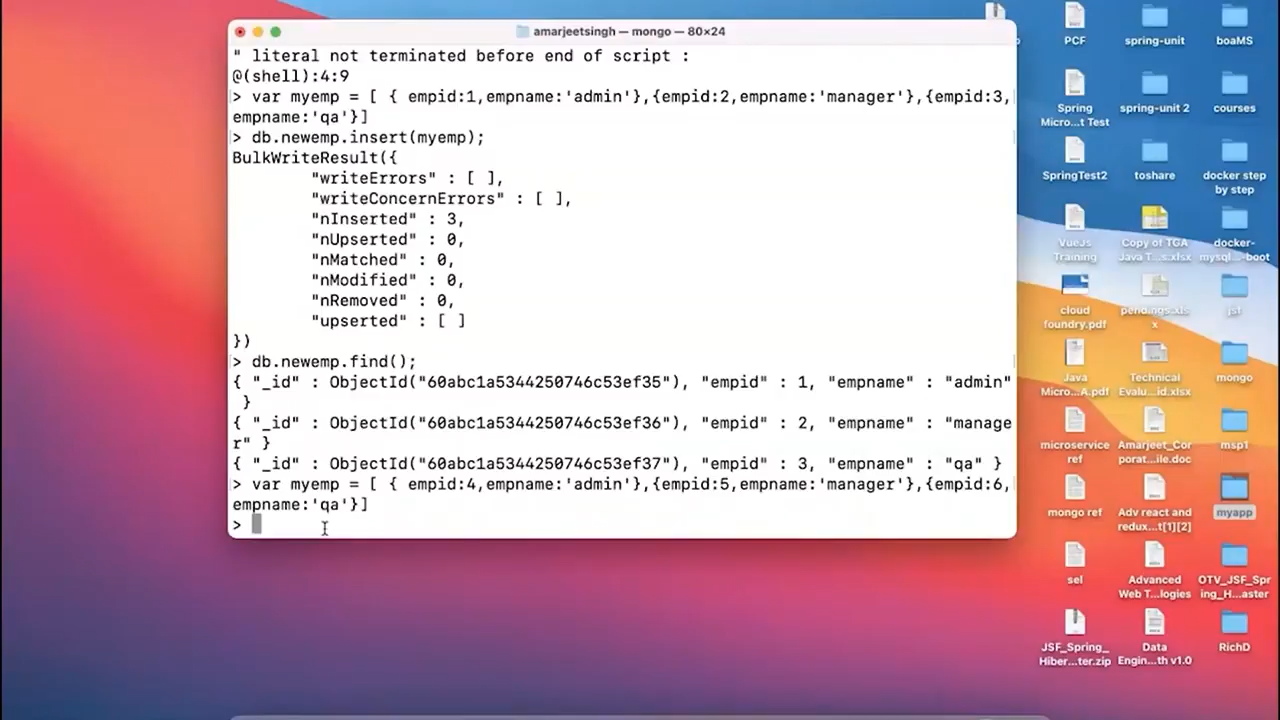 amarjeetsingh — mongo — 80×24
" literal not terminated before end of script :
@(shell):4:9
> var myemp = [ { empid:1,empname:'admin'},{empid:2,empname:'manager'},{empid:3,
empname:'qa'}]
> db.newemp.insert(myemp);
BulkWriteResult({
"writeErrors" : [ ],
"writeConcernErrors" : [ ],
"nInserted" : 3,
"nUpserted" : 0,
"nMatched" : 0,
"nModified" : 0,
"nRemoved" : 0,
"upserted" : [ ]
})
> db.newemp.find();
{ "_id" : ObjectId("60abc1a5344250746c53ef35"), "empid" : 1, "empname" : "admin"
}
{ "_id" : ObjectId("60abc1a5344250746c53ef36"), "empid" : 2, "empname" : "manage
r" }
{ "_id" : ObjectId("60abc1a5344250746c53ef37"), "empid" : 3, "empname" : "qa" }
> var myemp = [ { empid:4,empname:'admin'},{empid:5,empname:'manager'},{empid:6,
empname:'qa'}]
>
PCF
spring-unit
boaMS
Spring
Micro...t Test
spring-unit 2
courses
SpringTest2
toshare
docker step
by step
VueJs
Training
Copy of TGA
Java T...s.xlsx
docker-
mysql...-boot
cloud
foundry.pdf
pendings.xls
x
jst
Java
Micro...A.pdf
Technical
Evalu...id.xlsx
mongo
microservice
ref
Amarjeet_Cor
porat...ile.doc
msp1
mongo ref
Adv react and
redux...t[1][2]
myapp
sel
Advanced
Web T...logies
OTV_JSF_Spr
ing_H...aster
JSF_Spring_
Hiber...ter.zip
Data
Engin...th v1.0
RichD